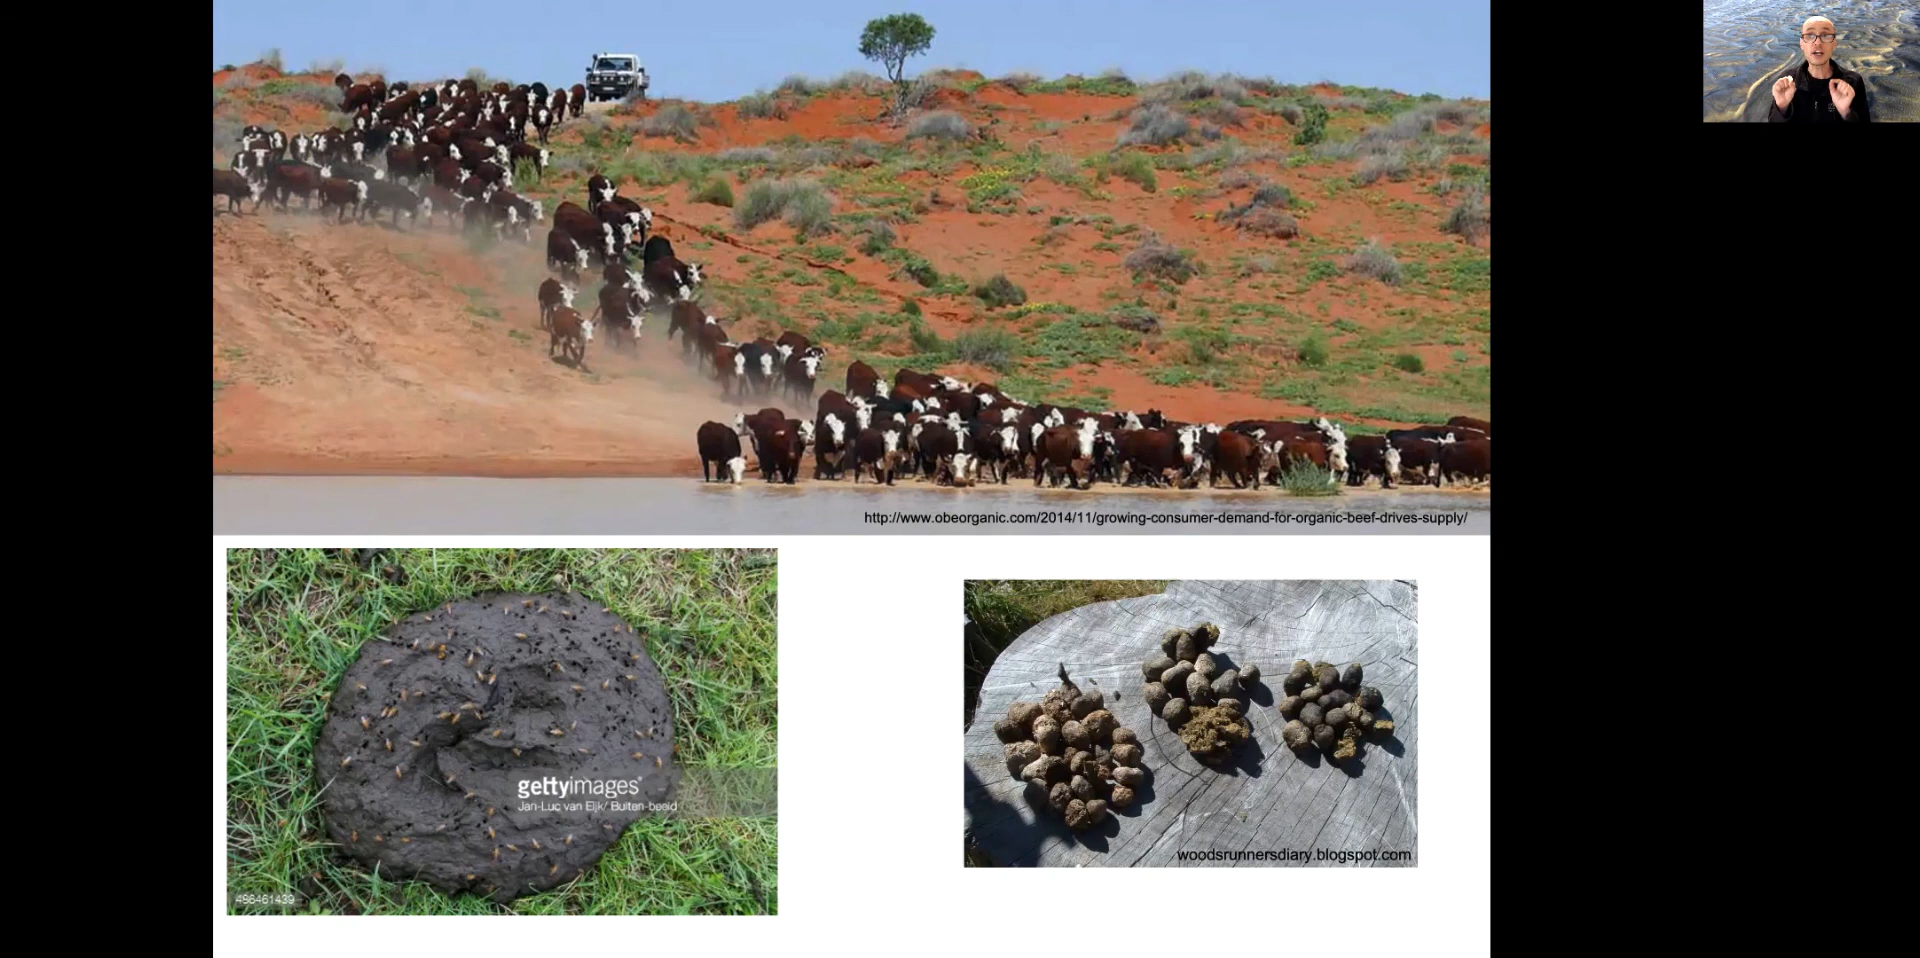 http://www.obeorganic.com/2014/11/growing-consumer-demand-for-organic-beef-drives-supply/
gettyimages®
Jan-Luc van Eijk/ Buiten-beeld
486461439
woodsrunnersdiary.blogspot.com